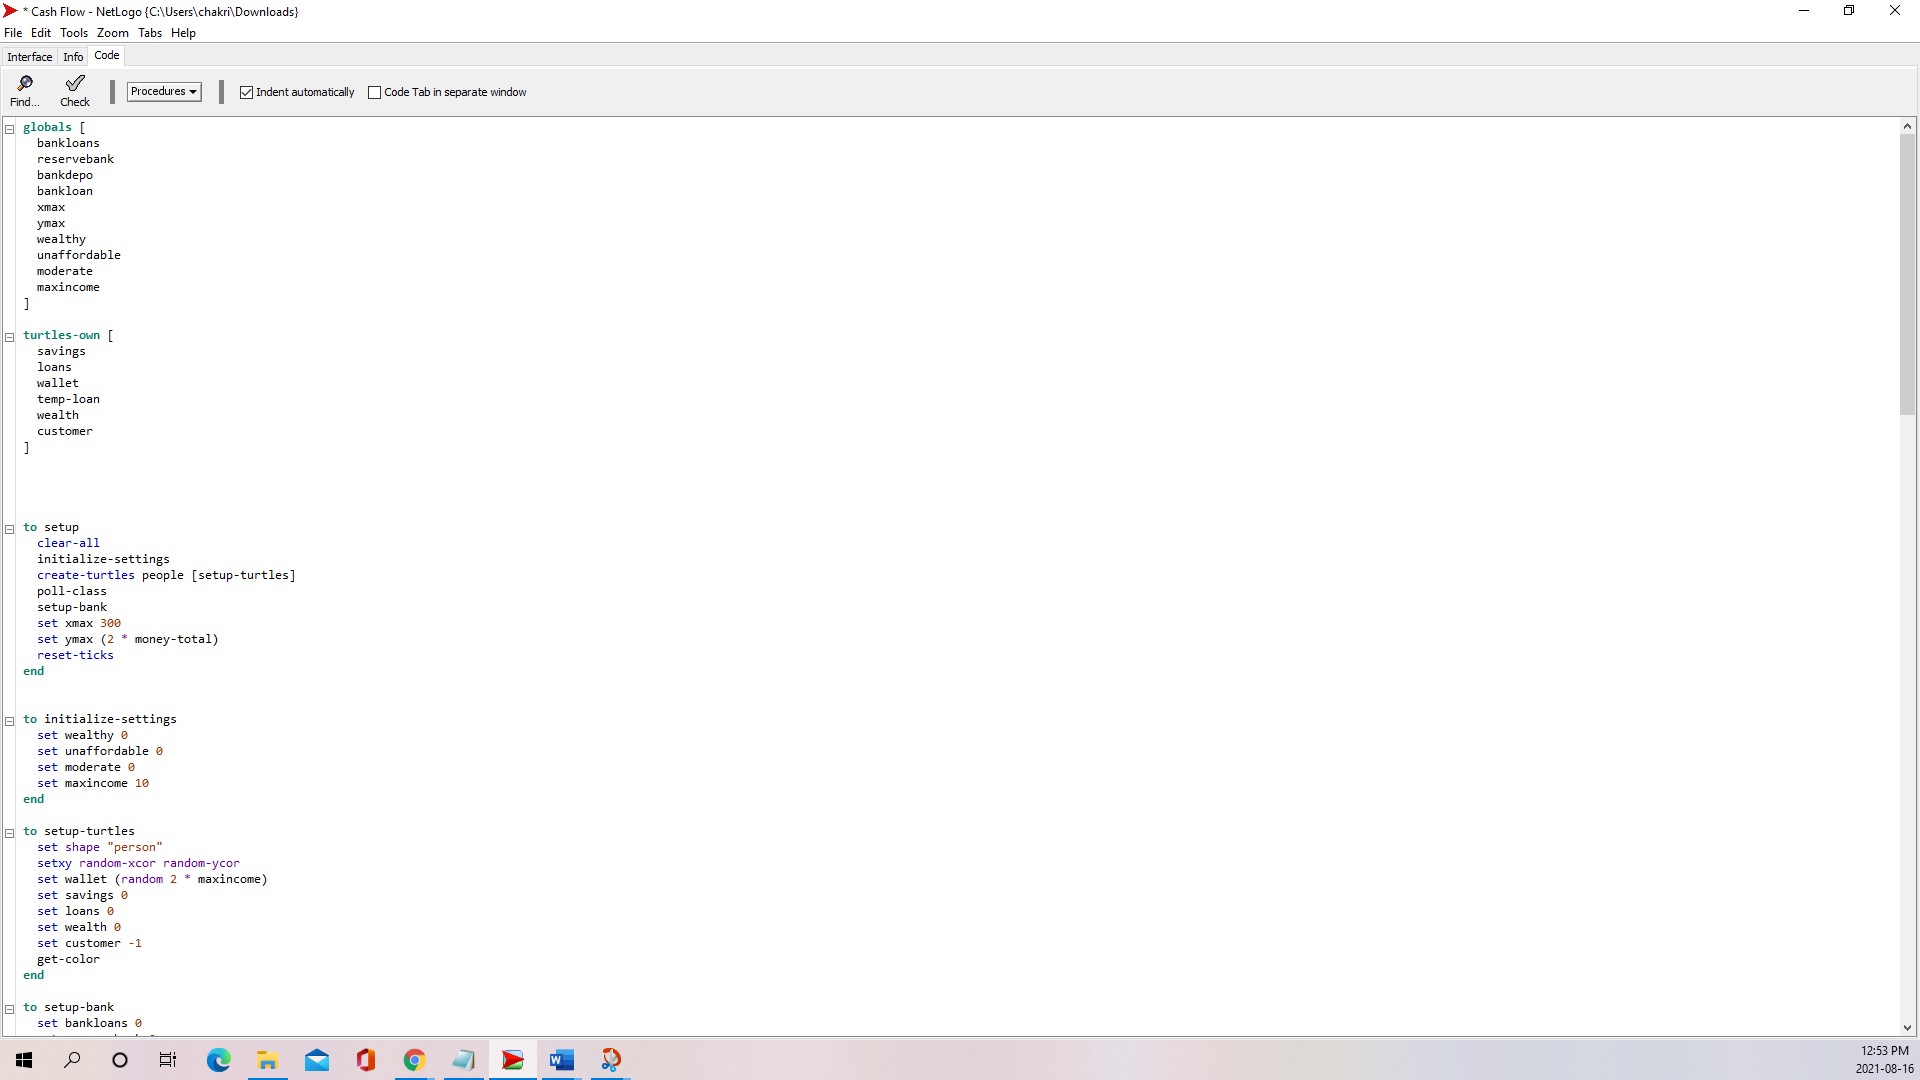 * Cash Flow - NetLogo {C:\Users\chakri\Downloads}
File Edit Tools Zoom Tabs Help
Interface Info Code
Find... Check Procedures Indent automatically Code Tab in separate window
globals [
bankloans
reservebank
bankdepo
bankloan
xmax
ymax
wealthy
unaffordable
moderate
maxincome
]
turtles-own [
savings
loans
wallet
temp-loan
wealth
customer
]
to setup
clear-all
initialize-settings
create-turtles people [setup-turtles]
poll-class
setup-bank
set xmax 300
set ymax (2 * money-total)
reset-ticks
end
to initialize-settings
set wealthy 0
set unaffordable 0
set moderate 0
set maxincome 10
end
to setup-turtles
set shape "person"
setxy random-xcor random-ycor
set wallet (random 2 * maxincome)
set savings 0
set loans 0
set wealth 0
set customer -1
get-color
end
to setup-bank
set bankloans 0
12:53 PM
2021-08-16